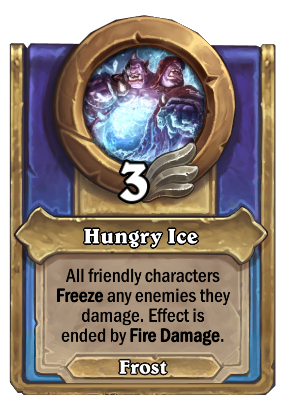 3
Hungry Ice
All friendly characters
Freeze any enemies they
damage. Effect is
ended by Fire Damage.
Frost